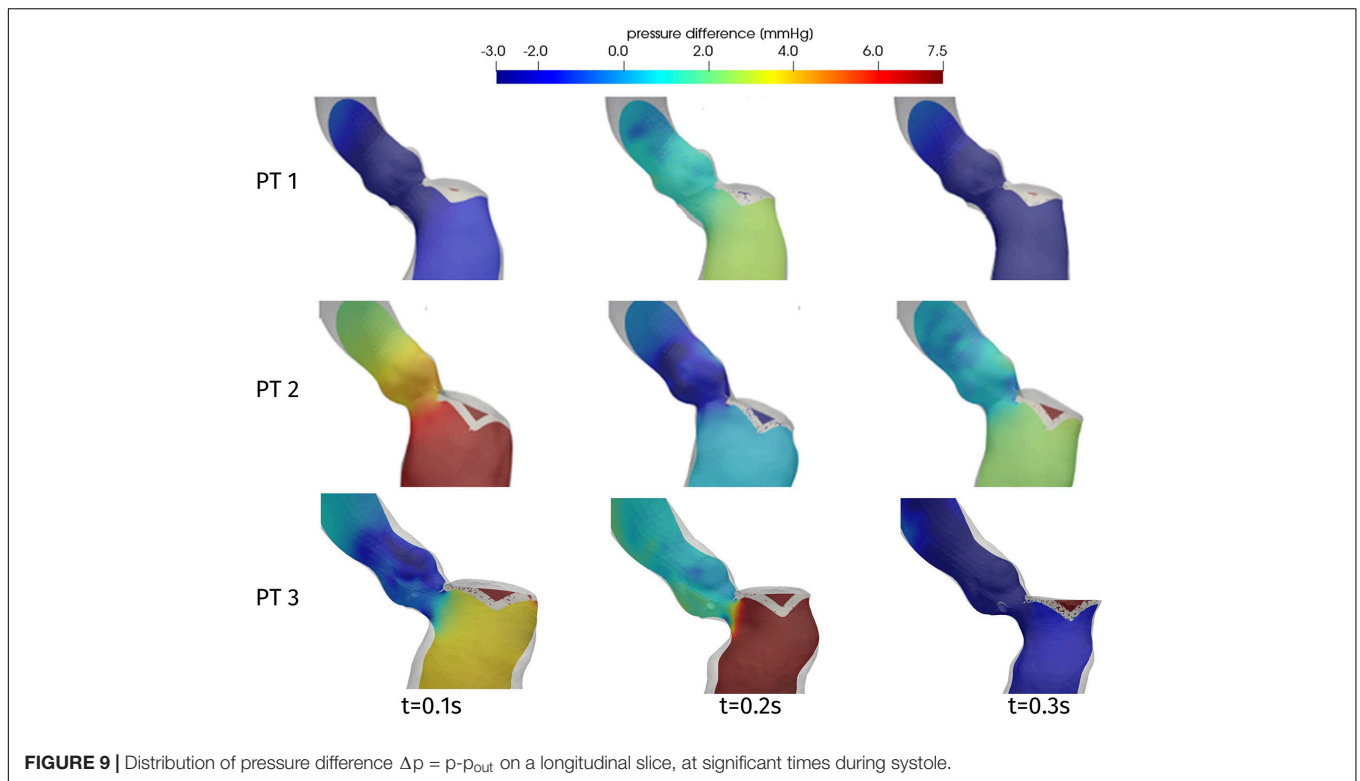 pressure difference [mmHg]
-3.0 -2.0 0.0 2.0 4.0 6.0 7.5
PT 1
PT 2
PT 3
t=0.1s t=0.2s t=0.3s
FIGURE 9 | Distribution of pressure difference Δp = p-pout on a longitudinal slice, at significant times during systole.